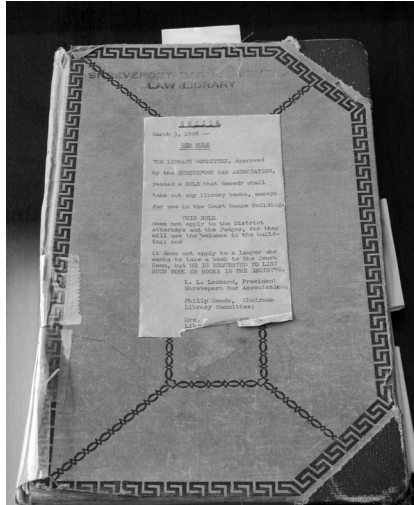 SHREVEPORT BAR
LAW LIBRARY
NOTICE
March 3, 1958 —
NEW RULE
THE LIBRARY COMMITTEE, approved
by the SHREVEPORT BAR ASSOCIATION,
passed a RULE that nobody shall
take out any library books, except
for use in the Court House Building.
THIS RULE
does not apply to the District
Attorneys and the Judges, for they
will use the volumes in the build-
ing; and
It does not apply to a lawyer who
wants to take a book to the Court
Room, but HE IS REQUESTED TO LIST
SUCH BOOK OR BOOKS IN THE REGISTER.
L. L. Lockard, President
Shreveport Bar Association;
Philip Goode, Chairman
Library Committee;
Mrs.